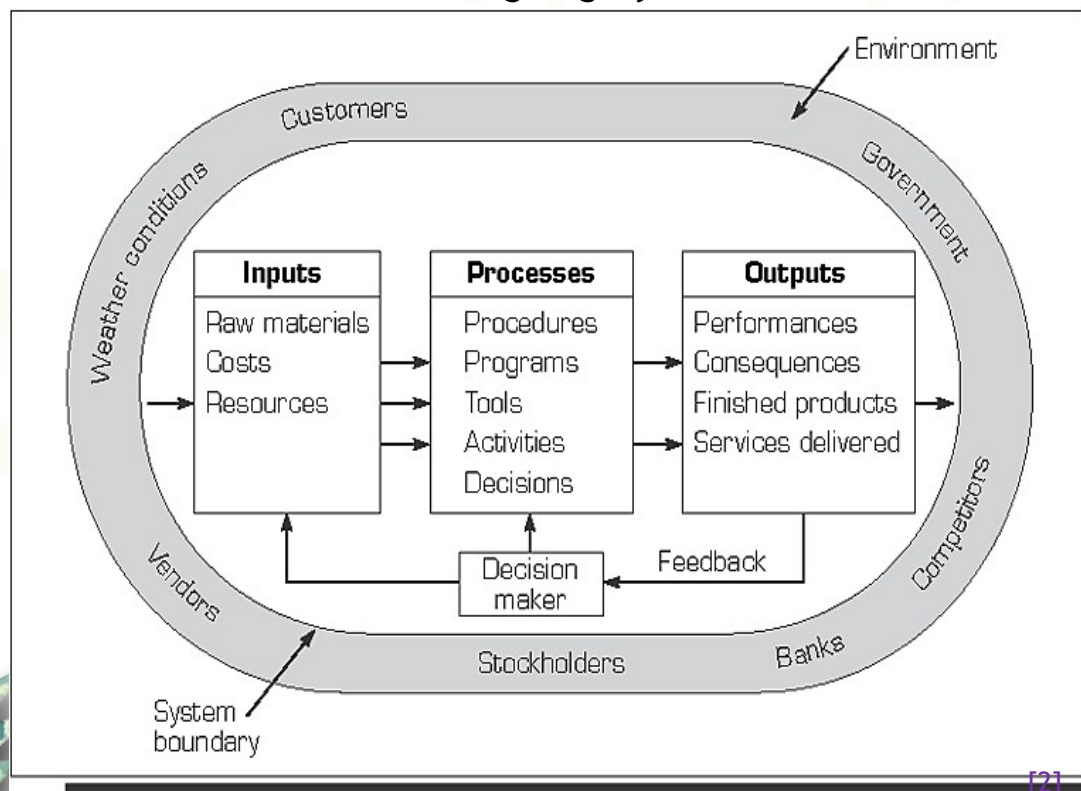 Environment
Customers
Government
Weather conditions
Inputs
Raw materials
Costs
Resources
Processes
Procedures
Programs
Tools
Activities
Decisions
Outputs
Performances
Consequences
Finished products
Services delivered
Decision
maker
Feedback
Competitors
Vendors
Stockholders
Banks
System
boundary
[2]